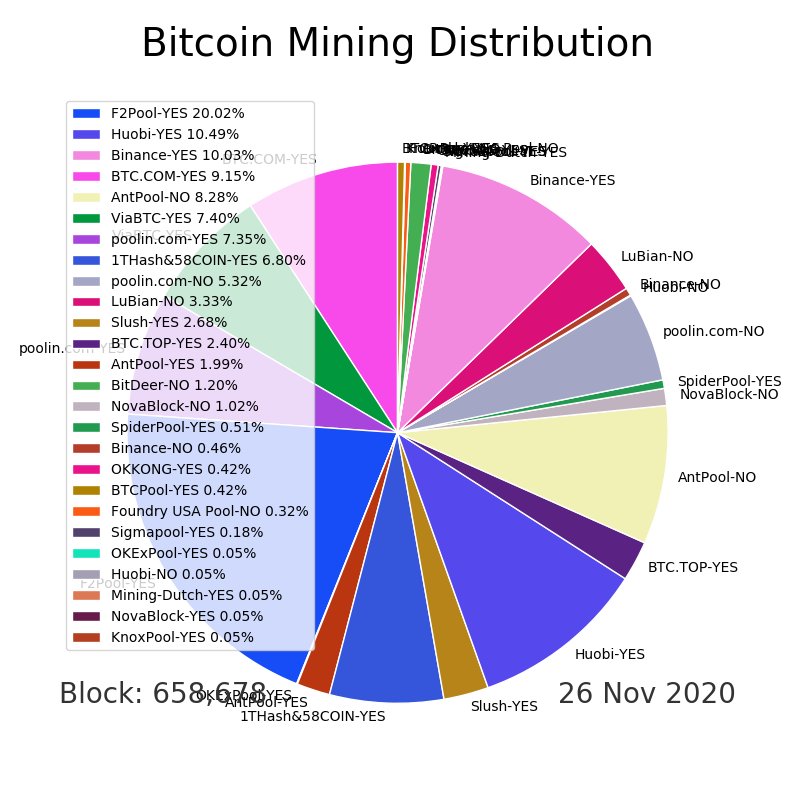 Bitcoin Mining Distribution
F2Pool-YES 20.02%
Huobi-YES 10.49%
Binance-YES 10.03%
BTC.COM-YES 9.15%
AntPool-NO 8.28%
ViaBTC-YES 7.40%
poolin.com-YES 7.35%
1THash&58COIN-YES 6.80%
poolin.com-NO 5.32%
LuBian-NO 3.33%
Slush-YES 2.68%
BTC.TOP-YES 2.40%
AntPool-YES 1.99%
BitDeer-NO 1.20%
NovaBlock-NO 1.02%
SpiderPool-YES 0.51%
Binance-NO 0.46%
OKKONG-YES 0.42%
BTCPool-YES 0.42%
Foundry USA Pool-NO 0.32%
Sigmapool-YES 0.18%
OKExPool-YES 0.05%
Huobi-NO 0.05%
Mining-Dutch-YES 0.05%
NovaBlock-YES 0.05%
KnoxPool-YES 0.05%
BTC.COM-YES
ViaBTC-YES
poolin.com-YES
F2Pool-YES
OKExPool-YES
AntPool-YES
1THash&58COIN-YES
Slush-YES
Huobi-YES
BTC.TOP-YES
AntPool-NO
NovaBlock-NO
SpiderPool-YES
poolin.com-NO
Huobi-NO
Binance-NO
LuBian-NO
Binance-YES
Mining-Dutch-YES
Block: 658,678
26 Nov 2020